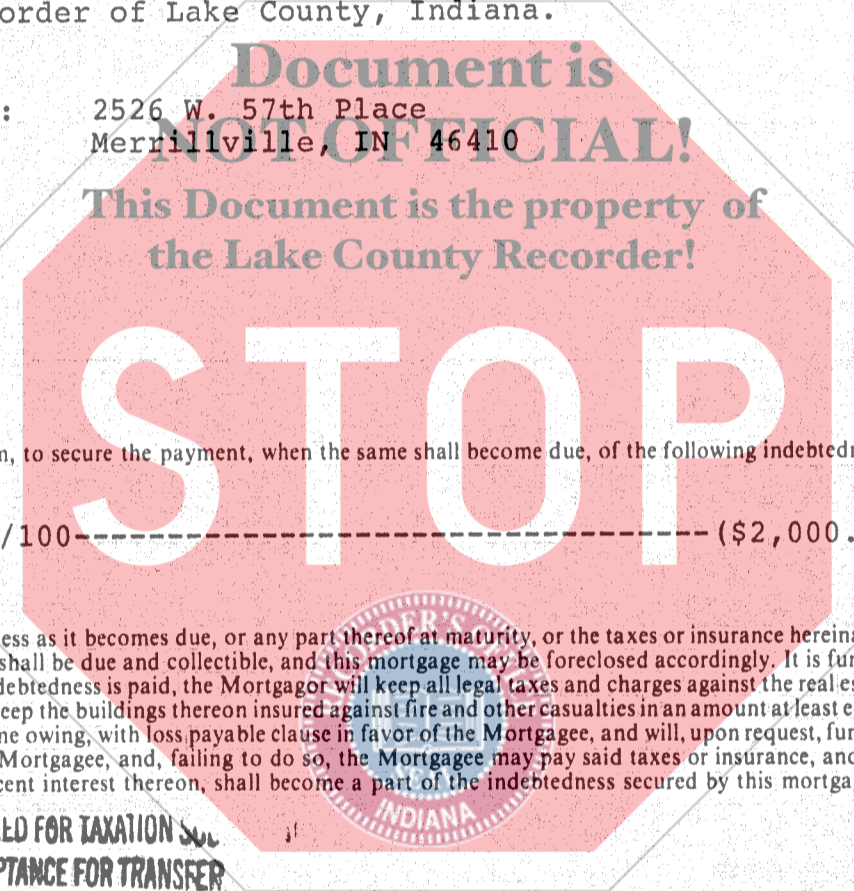 order of Lake County, Indiana.
Document is
: 2526 W. 57th Place
Merrillville, IN 46410
NOT OFFICIAL!
This Document is the property of
the Lake County Recorder!
STOP
, to secure the payment, when the same shall become due, of the following indebtedn
/100-----------------------------------($2,000.
ess as it becomes due, or any part thereof at maturity, or the taxes or insurance hereina
shall be due and collectible, and this mortgage may be foreclosed accordingly. It is fur
debtedness is paid, the Mortgagor will keep all legal taxes and charges against the real es
eep the buildings thereon insured against fire and other casualties in an amount at least e
ne owing, with loss payable clause in favor of the Mortgagee, and will, upon request, fur
Mortgagee, and, failing to do so, the Mortgagee may pay said taxes or insurance, and
cent interest thereon, shall become a part of the indebtedness secured by this mortga
RECORDER'S OFFICE
SEAL
INDIANA
ED FOR TAXATION
PTANCE FOR TRANSFER